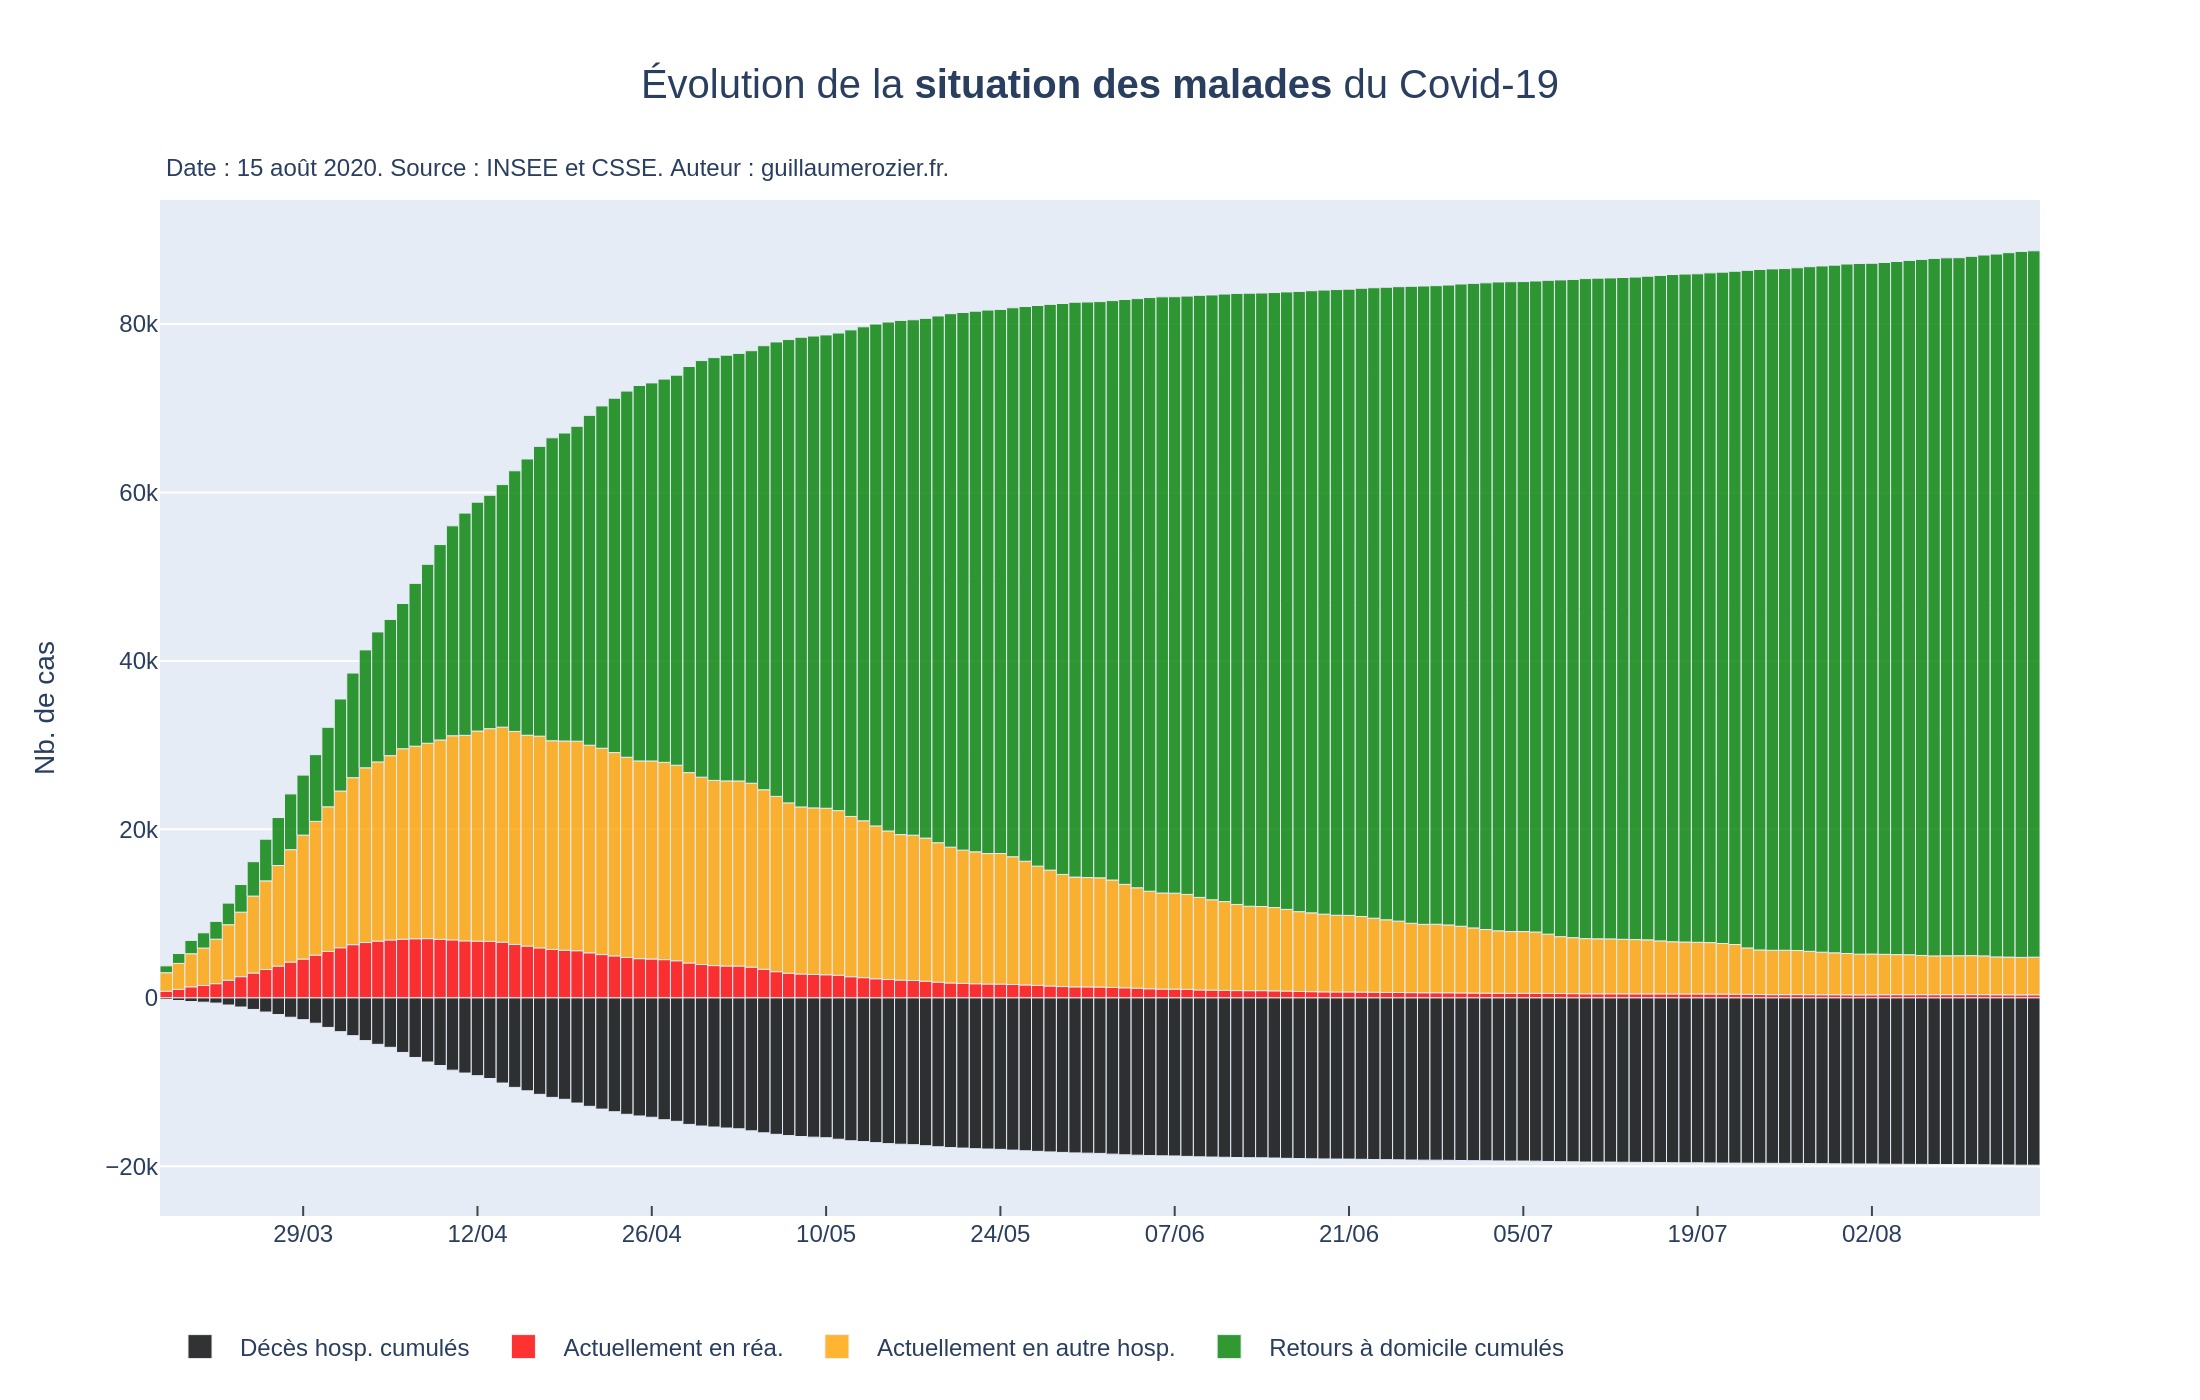 Évolution de la situation des malades du Covid-19
Date : 15 août 2020. Source : INSEE et CSSE. Auteur : guillaumerozier.fr.
Nb. de cas
80k
60k
40k
20k
0
−20k
29/03 12/04 26/04 10/05 24/05 07/06 21/06 05/07 19/07 02/08
Décès hosp. cumulés Actuellement en réa. Actuellement en autre hosp. Retours à domicile cumulés